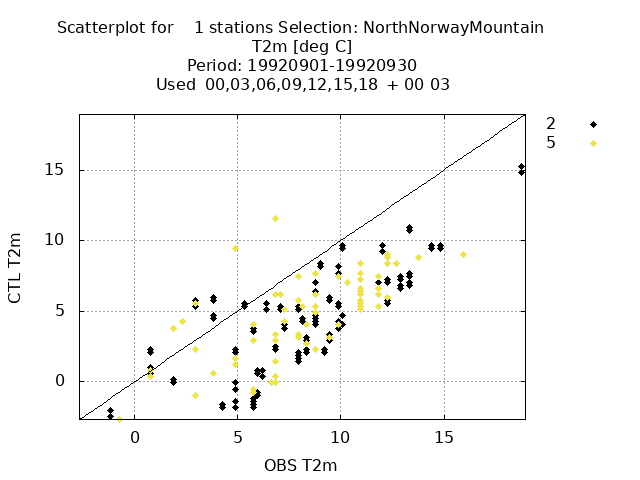 Scatterplot for    1 stations Selection: NorthNorwayMountain
T2m [deg C]
Period: 19920901-19920930
Used  00,03,06,09,12,15,18  + 00 03
2
5
15
10
5
0
CTL T2m
0
5
10
15
OBS T2m